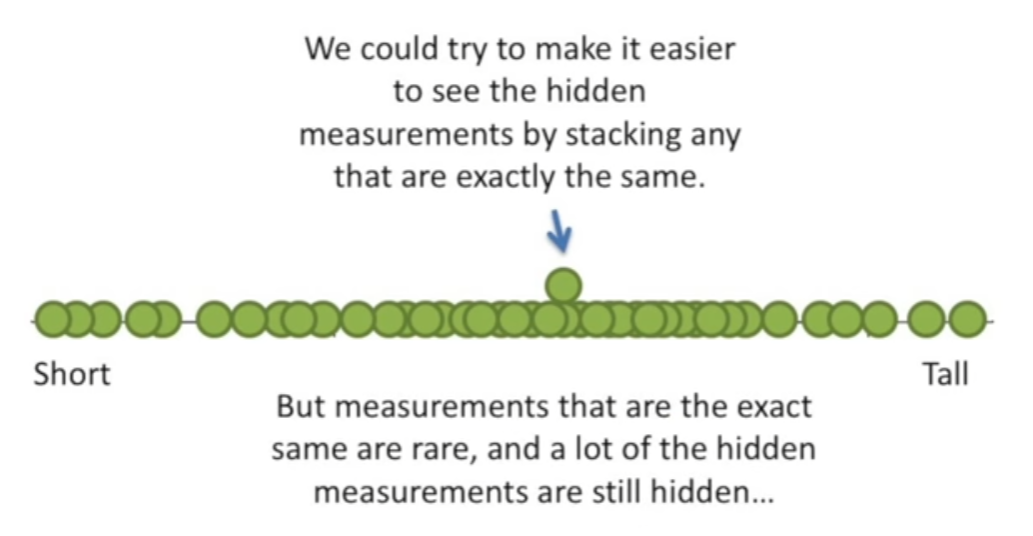 We could try to make it easier
to see the hidden
measurements by stacking any
that are exactly the same.
Short
Tall
But measurements that are the exact
same are rare, and a lot of the hidden
measurements are still hidden...